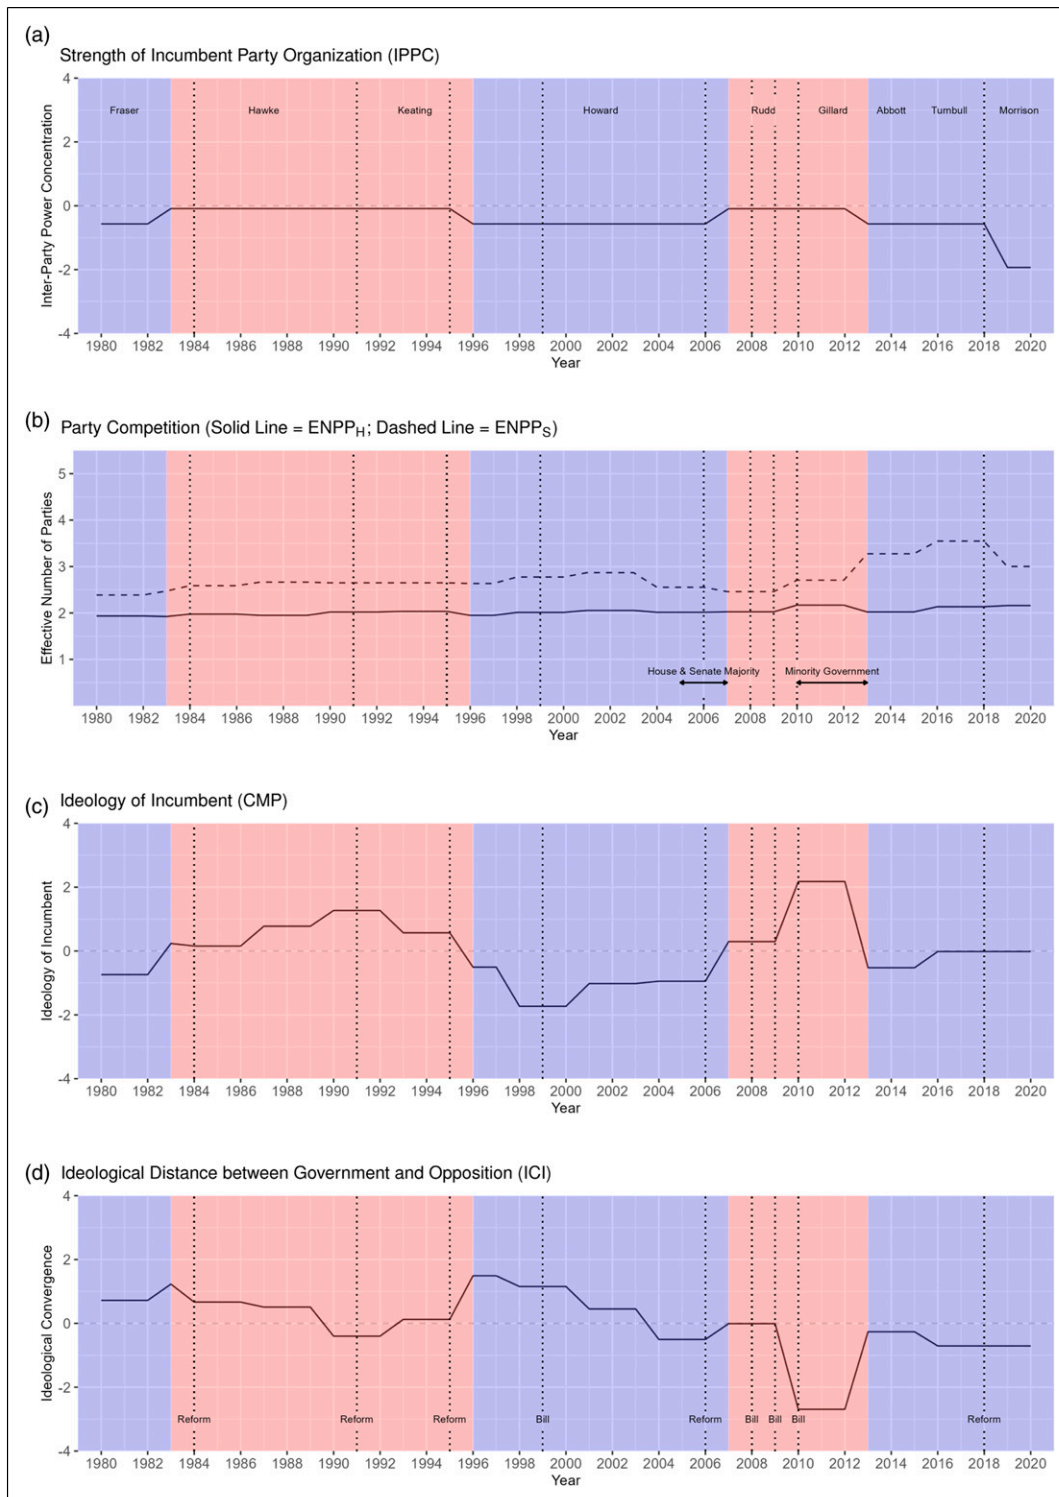 (a)
Strength of Incumbent Party Organization (IPPC)
Inter-Party Power Concentration
4
2
0
-2
-4
Fraser Hawke Keating Howard Rudd Gillard Abbott Turnbull Morrison
1980 1982 1984 1986 1988 1990 1992 1994 1996 1998 2000 2002 2004 2006 2008 2010 2012 2014 2016 2018 2020
Year
(b)
Party Competition (Solid Line = ENPPH; Dashed Line = ENPPS)
Effective Number of Parties
5
4
3
2
1
House & Senate Majority Minority Government
1980 1982 1984 1986 1988 1990 1992 1994 1996 1998 2000 2002 2004 2006 2008 2010 2012 2014 2016 2018 2020
Year
(c)
Ideology of Incumbent (CMP)
Ideology of Incumbent
4
2
0
-2
-4
1980 1982 1984 1986 1988 1990 1992 1994 1996 1998 2000 2002 2004 2006 2008 2010 2012 2014 2016 2018 2020
Year
(d)
Ideological Distance between Government and Opposition (ICI)
Ideological Convergence
4
2
0
-2
-4
Reform Reform Reform Bill Reform Bill Bill Bill Reform
1980 1982 1984 1986 1988 1990 1992 1994 1996 1998 2000 2002 2004 2006 2008 2010 2012 2014 2016 2018 2020
Year